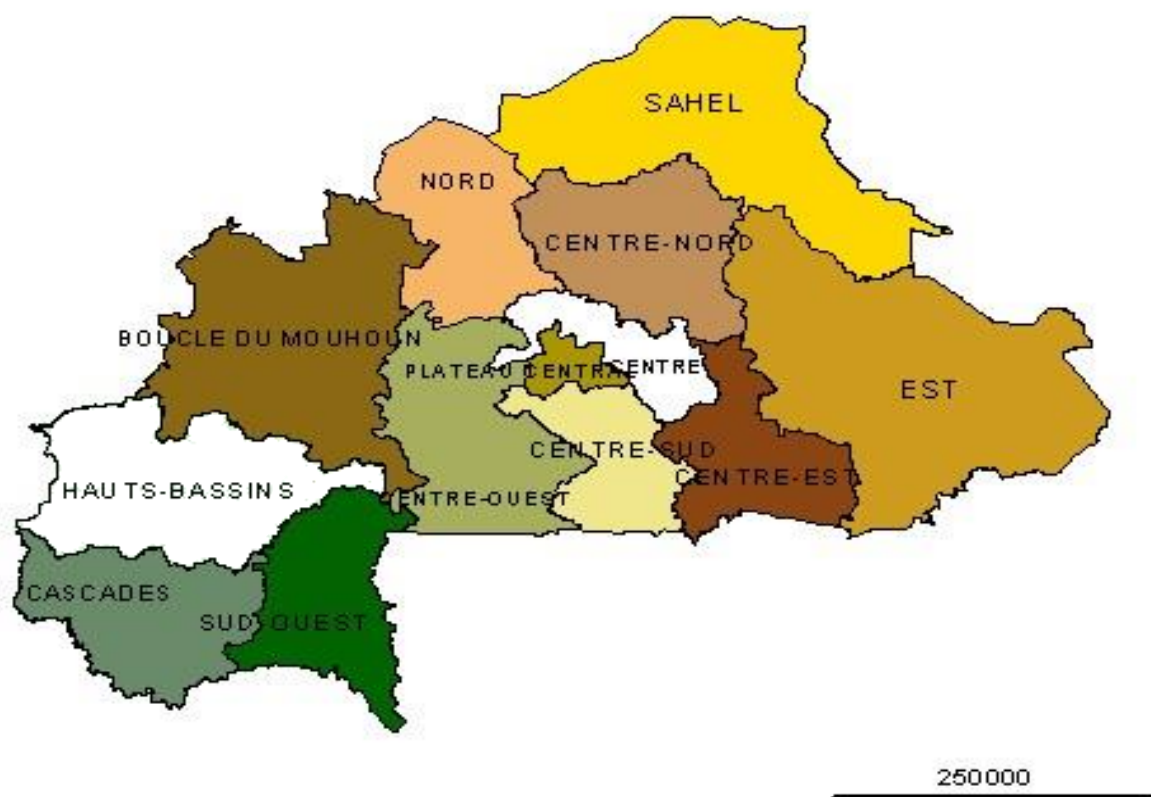 SAHEL
NORD
CENTRE-NORD
BOUCLE DU MOUHOUN
PLATEAU CENTRAL
CENTRE
EST
CENTRE-SUD
CENTRE-EST
HAUTS-BASSINS
CENTRE-OUEST
CASCADES
SUD-OUEST
250000